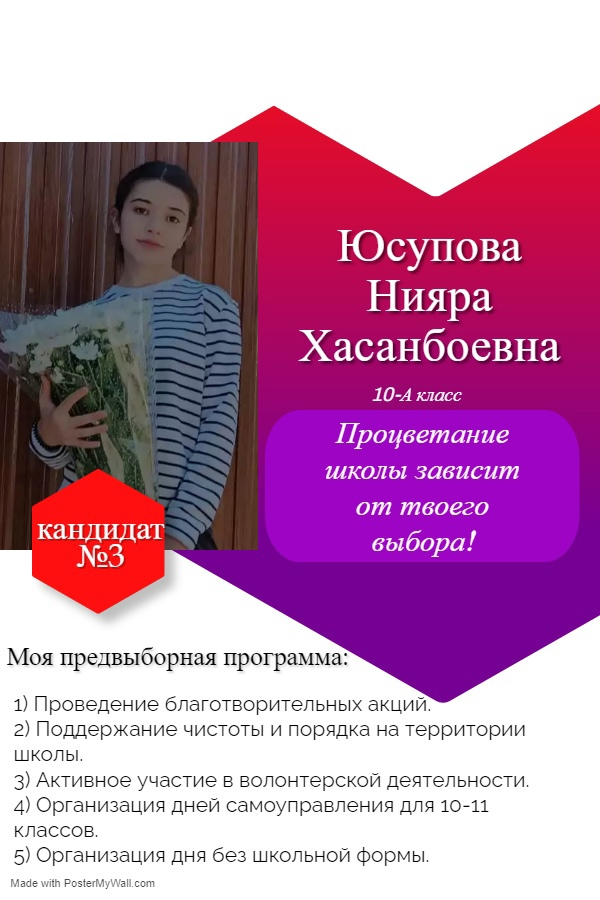 Юсупова
Нияра
Хасанбоевна
10-А класс
Процветание
школы зависит
от твоего
выбора!
кандидат
№3
Моя предвыборная программа:
1) Проведение благотворительных акций.
2) Поддержание чистоты и порядка на территории
школы.
3) Активное участие в волонтерской деятельности.
4) Организация дней самоуправления для 10-11
классов.
5) Организация дня без школьной формы.
Made with PosterMyWall.com